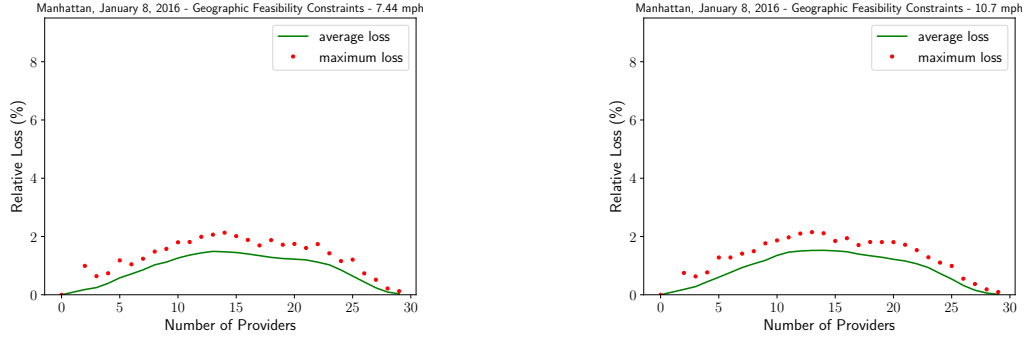 Manhattan, January 8, 2016 - Geographic Feasibility Constraints - 7.44 mph
average loss
maximum loss
Relative Loss (%)
8
6
4
2
0
0 5 10 15 20 25 30
Number of Providers
Manhattan, January 8, 2016 - Geographic Feasibility Constraints - 10.7 mph
average loss
maximum loss
Relative Loss (%)
8
6
4
2
0
0 5 10 15 20 25 30
Number of Providers